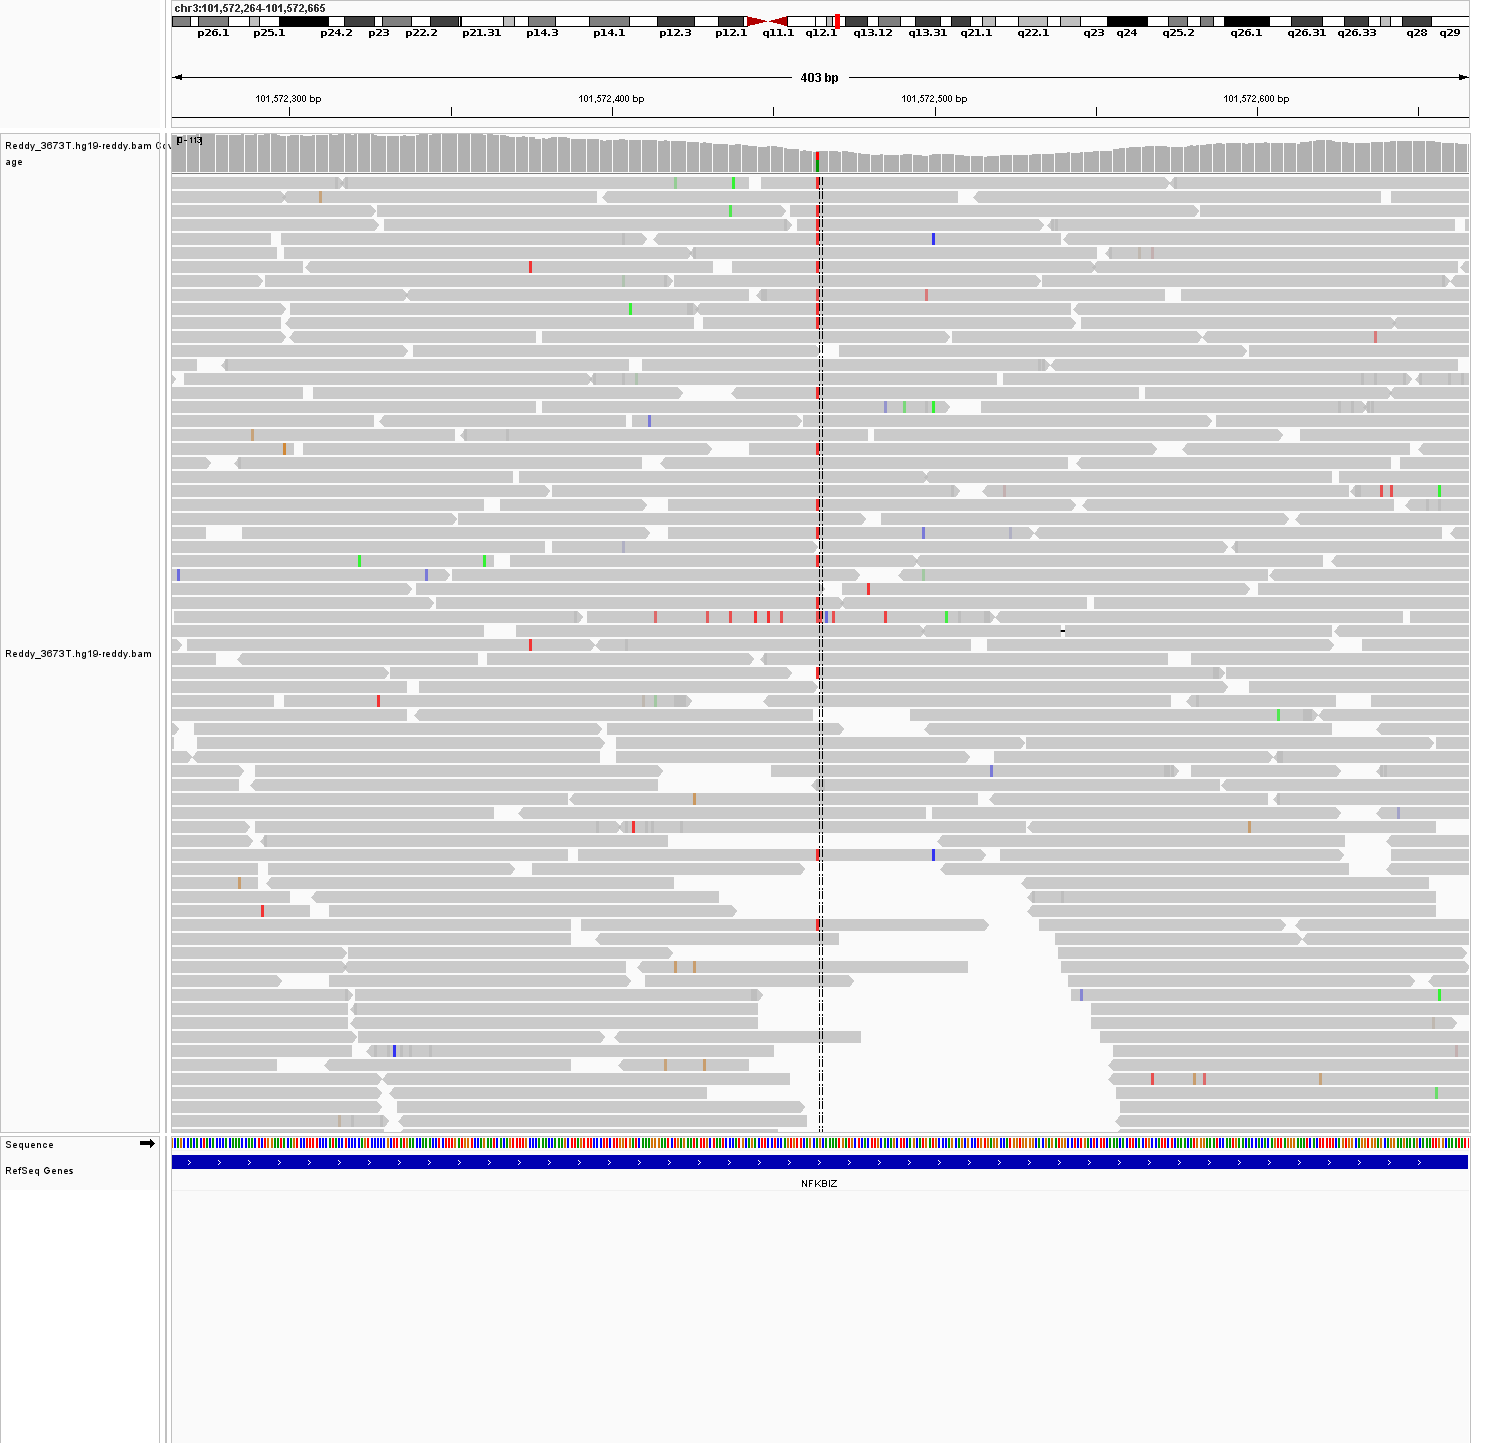 chr3:101,572,264-101,572,665
p26.1 p25.1 p24.2 p23 p22.2 p21.31 p14.3 p14.1 p12.3 p12.1 q11.1 q12.1 q13.12 q13.31 q21.1 q22.1 q23 q24 q25.2 q26.1 q26.31 q26.33 q28 q29
403 bp
101,572,300 bp 101,572,400 bp 101,572,500 bp 101,572,600 bp
[0 - 113]
Reddy_3673T.hg19-reddy.bam Cov
age
Reddy_3673T.hg19-reddy.bam
Sequence
RefSeq Genes
NFKBIZ